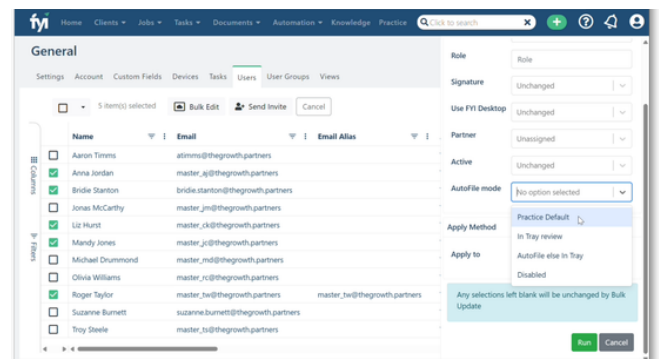 fyi Home Clients Jobs Tasks Documents Automation Knowledge Practice Click to search
General
Settings Account Custom Fields Devices Tasks Users User Groups Views
5 item(s) selected Bulk Edit Send Invite Cancel
Name Email Email Alias
Aaron Timms atimms@thegrowth.partners
Anna Jordan master_aj@thegrowth.partners
Bridie Stanton bridie.stanton@thegrowth.partners
Jonas McCarthy master_jm@thegrowth.partners
Liz Hurst master_ck@thegrowth.partners
Mandy Jones master_jc@thegrowth.partners
Michael Drummond master_md@thegrowth.partners
Olivia Williams master_rc@thegrowth.partners
Roger Taylor master_tw@thegrowth.partners master_tw@thegrowth.partners
Suzanne Burnett suzanne.burnett@thegrowth.partners
Troy Steele master_ts@thegrowth.partners
Columns
Filters
Role Role
Signature Unchanged
Use FYI Desktop Unchanged
Partner Unassigned
Active Unchanged
AutoFile mode No option selected
Practice Default
Apply Method
In Tray review
Apply to AutoFile else In Tray
Disabled
Any selections left blank will be unchanged by Bulk
Update
Run Cancel